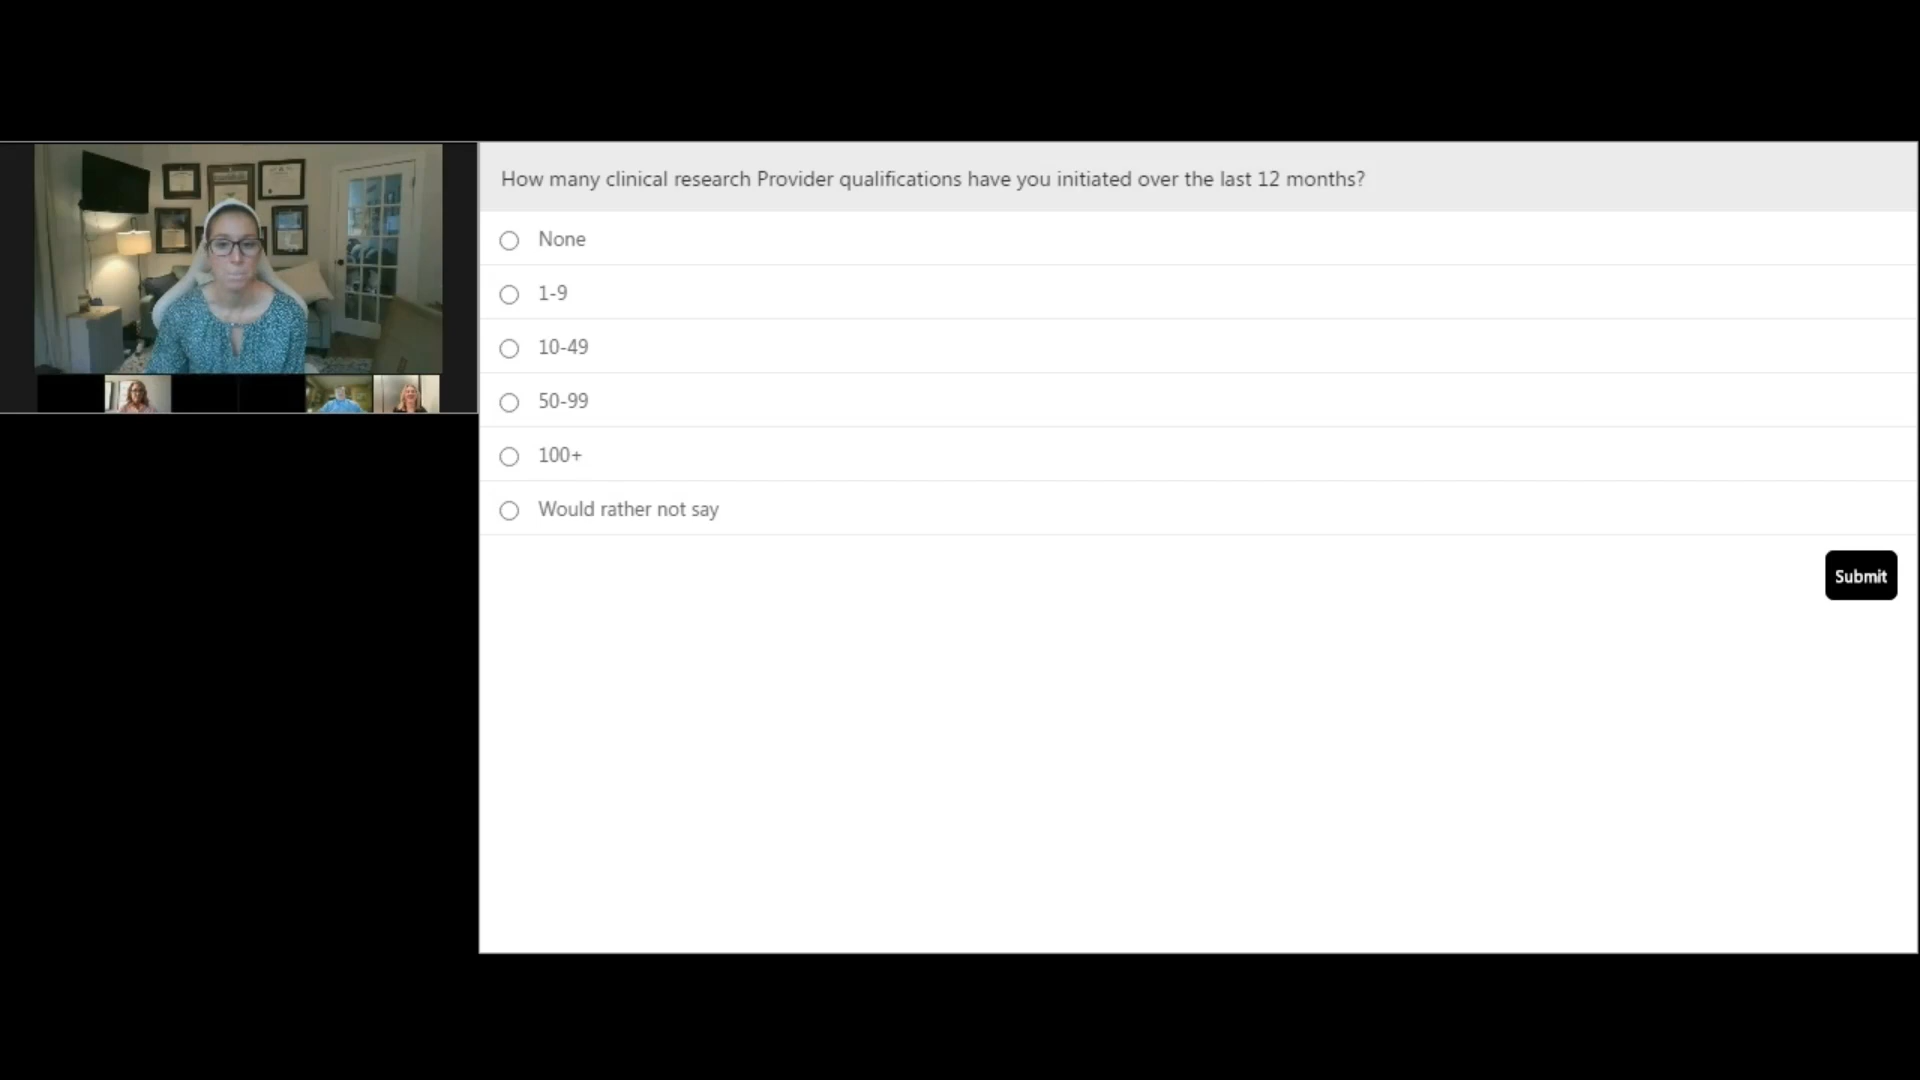 How many clinical research Provider qualifications have you initiated over the last 12 months?
None
1-9
10-49
50-99
100+
Would rather not say
Submit